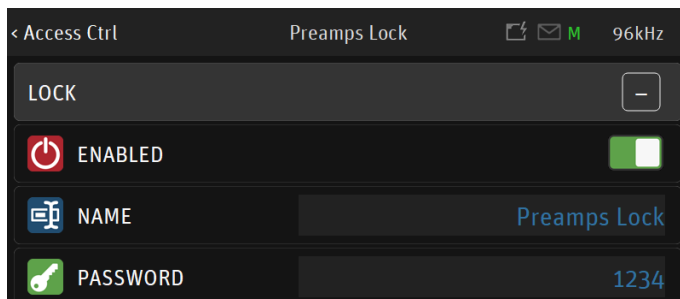 < Access Ctrl Preamps Lock M 96kHz
LOCK –
ENABLED
NAME Preamps Lock
PASSWORD 1234